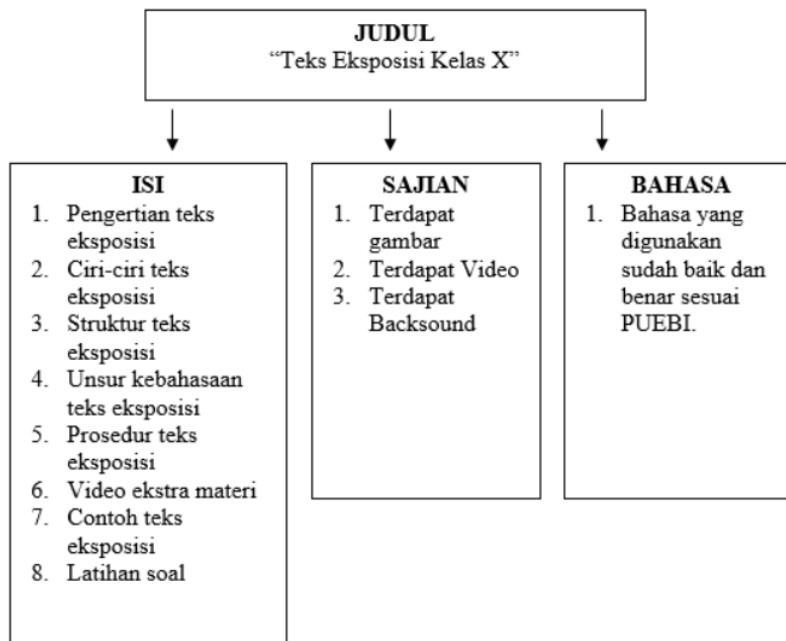 JUDUL
“Teks Eksposisi Kelas X”
ISI
1. Pengertian teks
eksposisi
2. Ciri-ciri teks
eksposisi
3. Struktur teks
eksposisi
4. Unsur kebahasaan
teks eksposisi
5. Prosedur teks
eksposisi
6. Video ekstra materi
7. Contoh teks
eksposisi
8. Latihan soal
SAJIAN
1. Terdapat
gambar
2. Terdapat Video
3. Terdapat
Backsound
BAHASA
1. Bahasa yang
digunakan
sudah baik dan
benar sesuai
PUEBI.